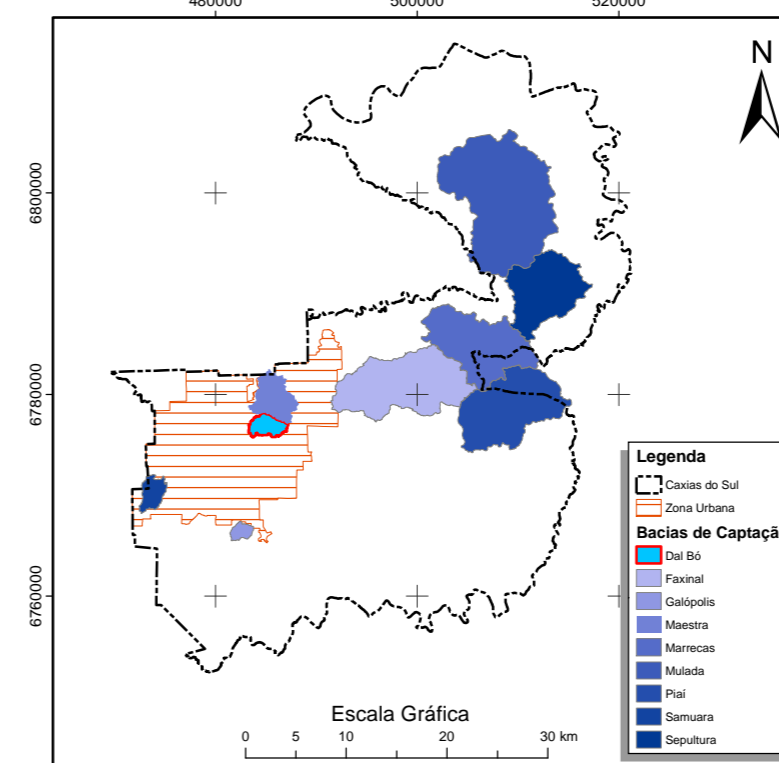 480000 500000 520000
N
6800000
6780000
6760000
Legenda
Caxias do Sul
Zona Urbana
Bacias de Captaçã
Dal Bó
Faxinal
Galópolis
Maestra
Marrecas
Mulada
Piaí
Samuara
Sepultura
Escala Gráfica
0 5 10 20 30 km